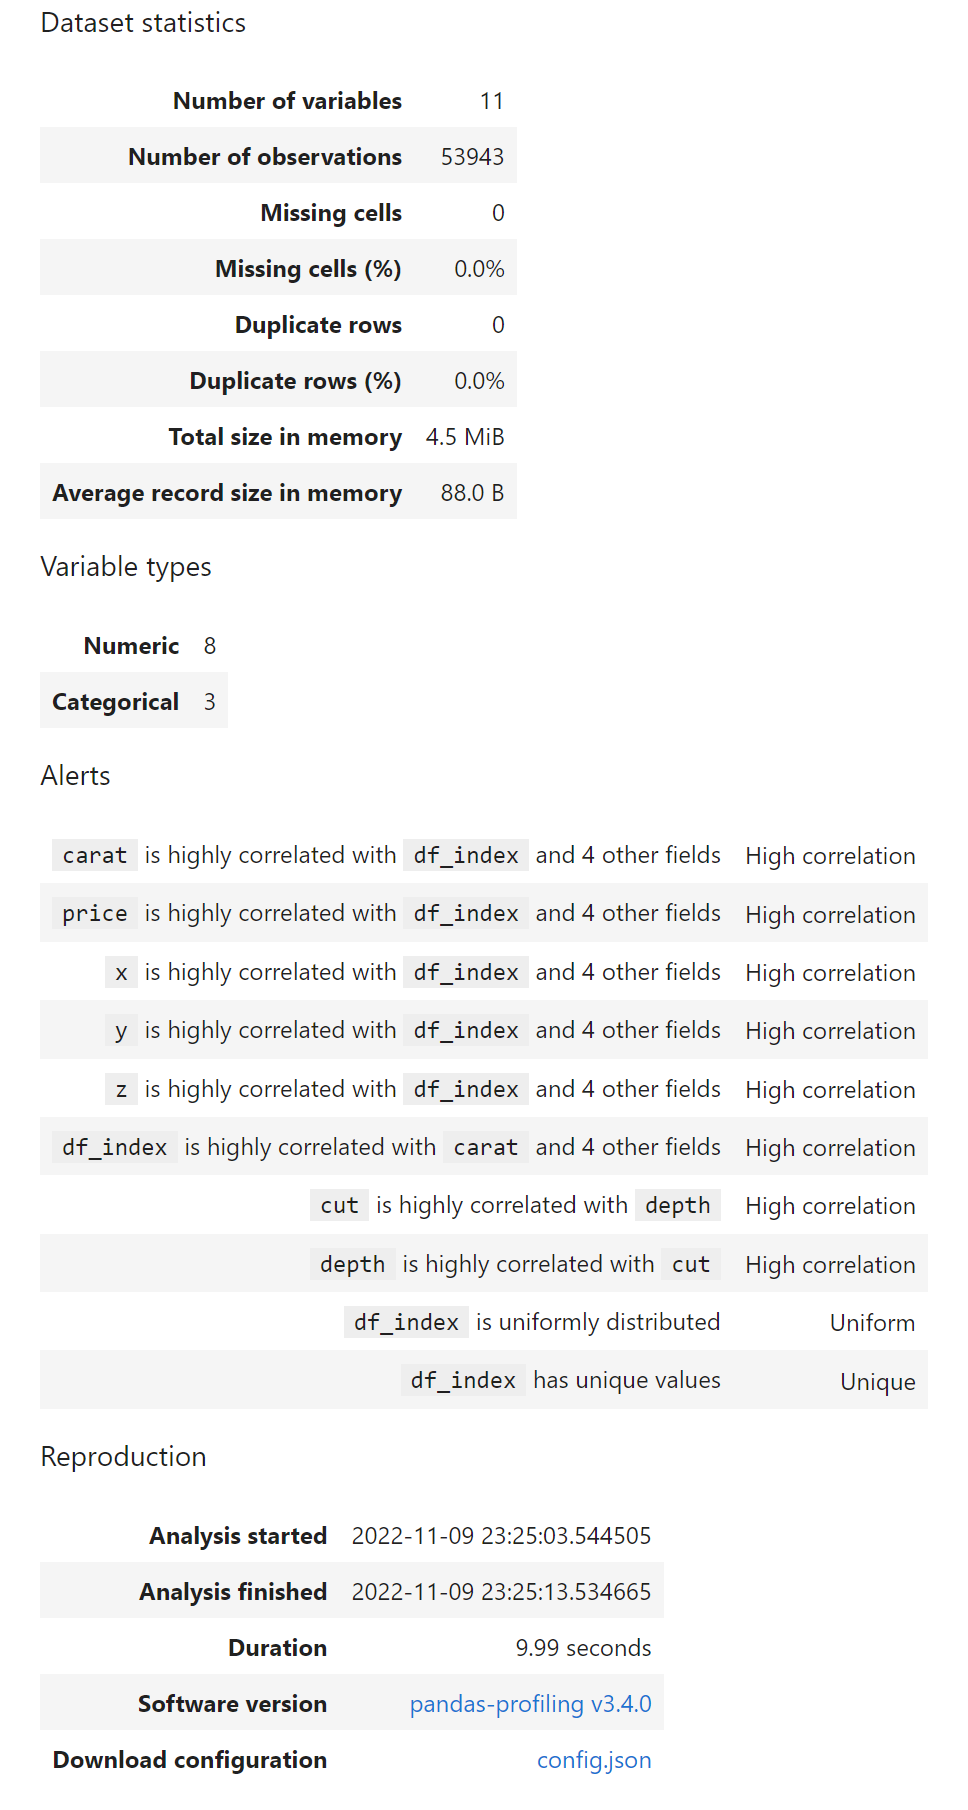 Dataset statistics
Number of variables 11
Number of observations 53943
Missing cells 0
Missing cells (%) 0.0%
Duplicate rows 0
Duplicate rows (%) 0.0%
Total size in memory 4.5 MiB
Average record size in memory 88.0 B
Variable types
Numeric 8
Categorical 3
Alerts
carat is highly correlated with df_index and 4 other fields High correlation
price is highly correlated with df_index and 4 other fields High correlation
x is highly correlated with df_index and 4 other fields High correlation
y is highly correlated with df_index and 4 other fields High correlation
z is highly correlated with df_index and 4 other fields High correlation
df_index is highly correlated with carat and 4 other fields High correlation
cut is highly correlated with depth High correlation
depth is highly correlated with cut High correlation
df_index is uniformly distributed Uniform
df_index has unique values Unique
Reproduction
Analysis started 2022-11-09 23:25:03.544505
Analysis finished 2022-11-09 23:25:13.534665
Duration 9.99 seconds
Software version pandas-profiling v3.4.0
Download configuration config.json